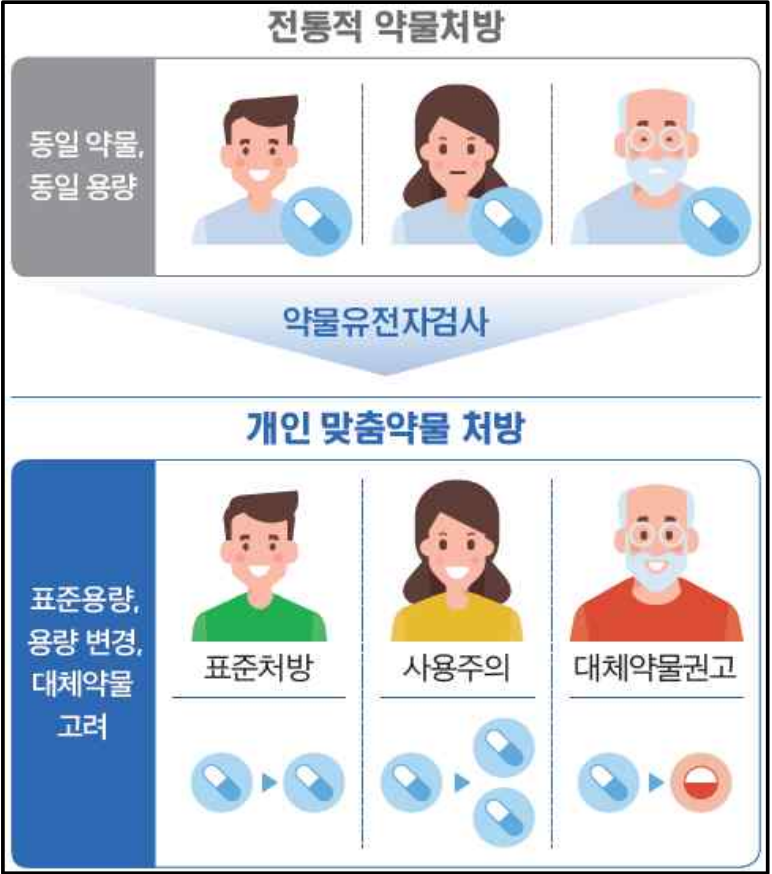 전통적 약물처방
동일 약물,
동일 용량
약물유전자검사
개인 맞춤약물 처방
표준용량,
용량 변경,
대체약물
고려
표준처방
사용주의
대체약물권고